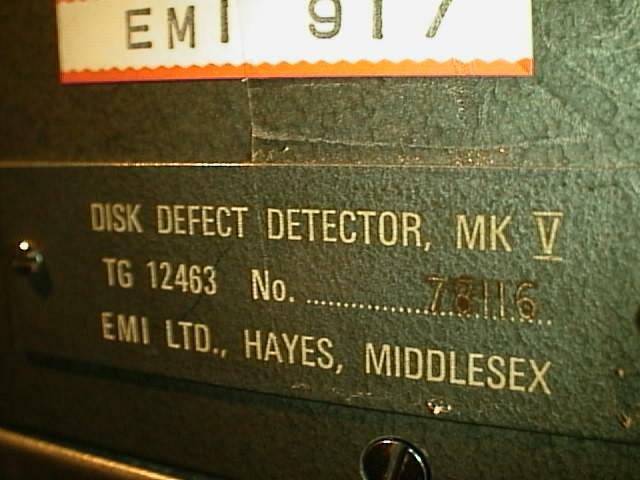 EMI 917
DISK DEFECT DETECTOR, MK V
TG 12463 No. ........................ 78116
EMI LTD., HAYES, MIDDLESEX